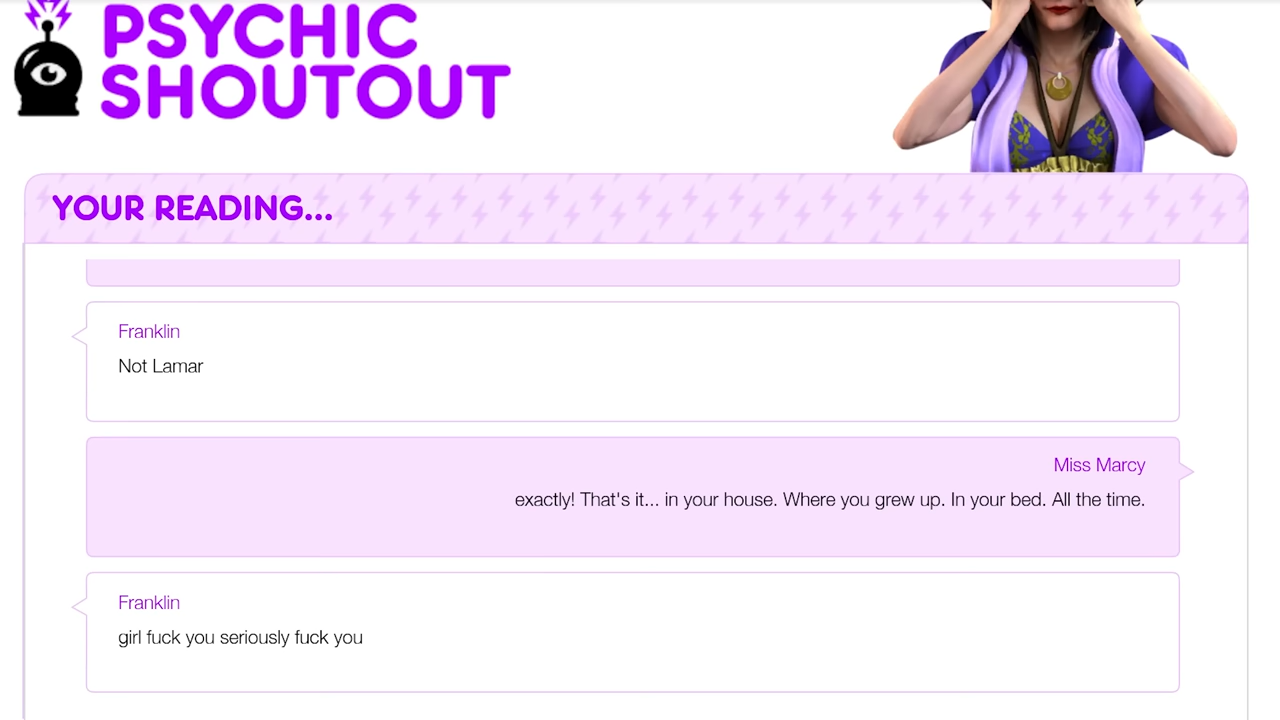 PSYCHIC
SHOUTOUT
YOUR READING...
Franklin
Not Lamar
Miss Marcy
exactly! That's it... in your house. Where you grew up. In your bed. All the time.
Franklin
girl fuck you seriously fuck you